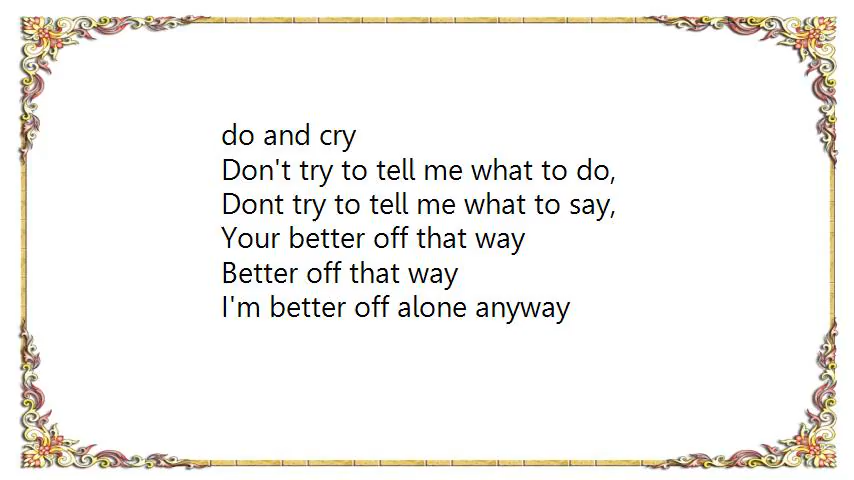 do and cry
Don't try to tell me what to do,
Dont try to tell me what to say,
Your better off that way
Better off that way
I'm better off alone anyway